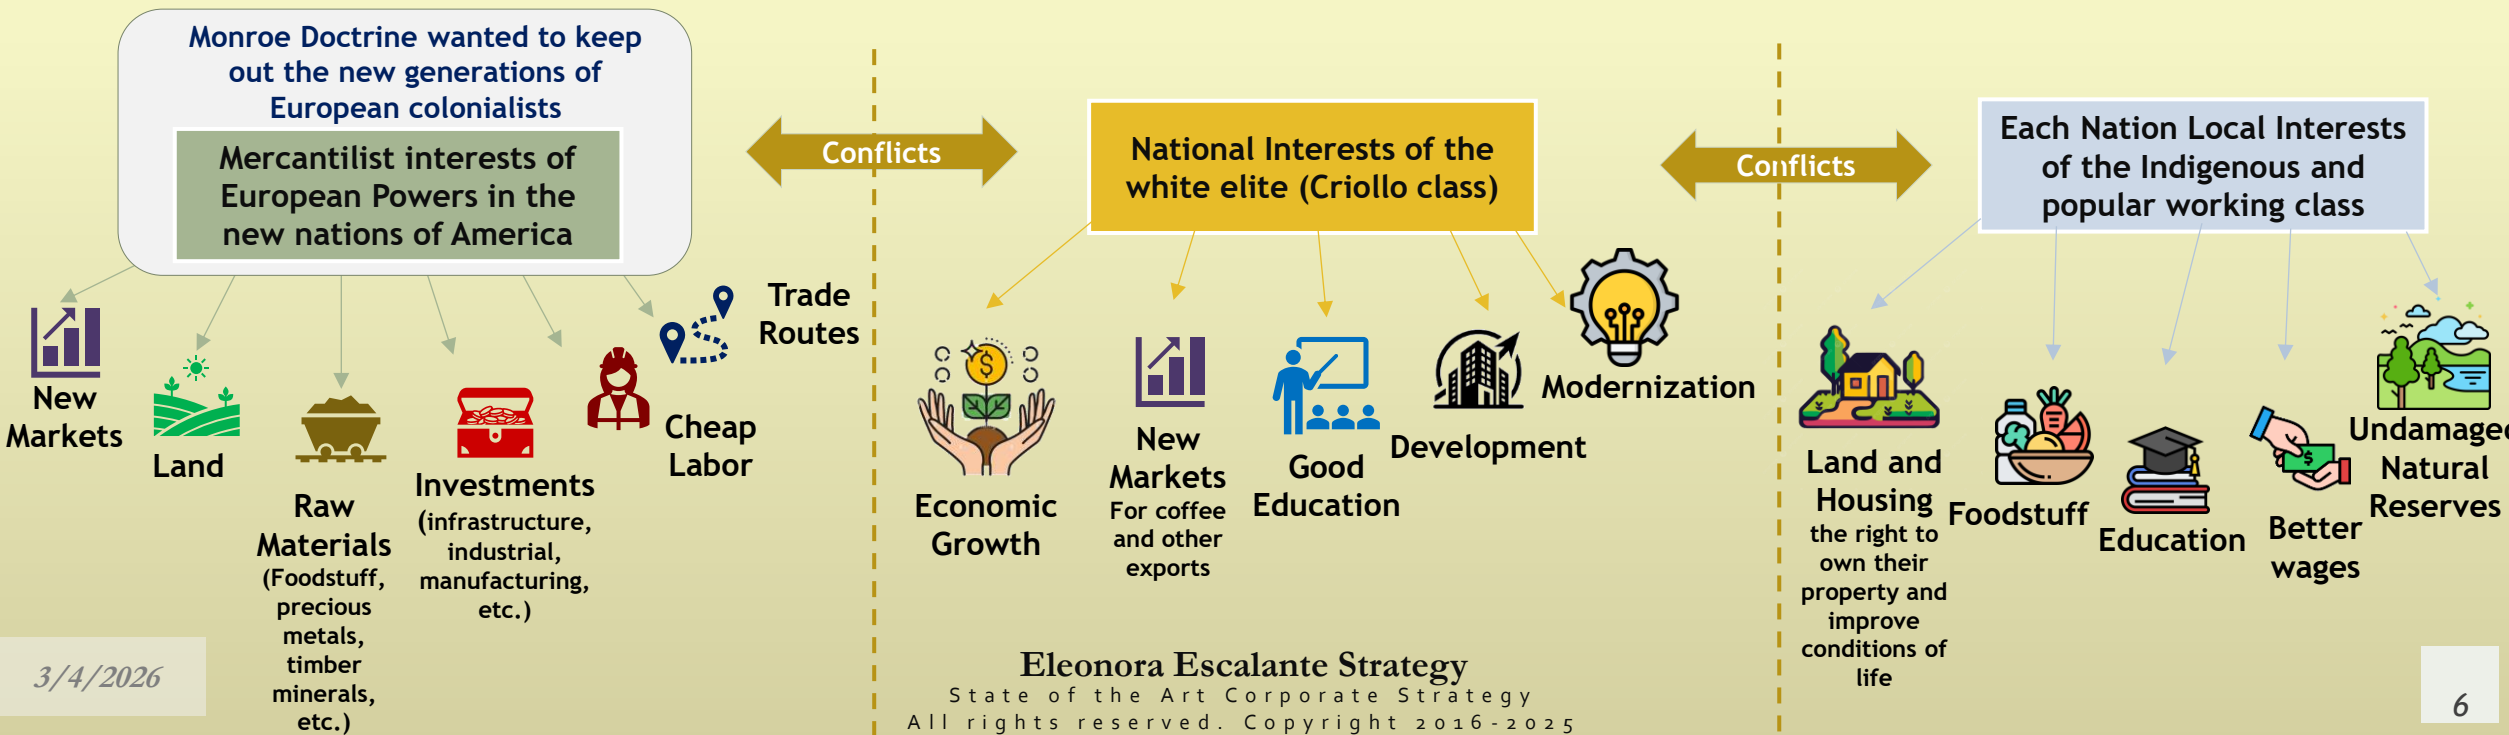 Monroe Doctrine wanted to keep
out the new generations of
European colonialists
Mercantilist interests of
European Powers in the
new nations of America
New
Markets
Land
Raw
Materials
(Foodstuff,
precious
metals,
timber
minerals,
etc.)
Investments
(infrastructure,
industrial,
manufacturing,
etc.)
Cheap
Labor
Trade
Routes
Conflicts
National Interests of the
white elite (Criollo class)
Economic
Growth
New
Markets
For coffee
and other
exports
Good
Education
Development
Modernization
Conflicts
Each Nation Local Interests
of the Indigenous and
popular working class
Land and
Housing
the right to
own their
property and
improve
conditions of
life
Foodstuff
Education
Better
wages
Undamaged
Natural
Reserves
3/4/2026
Eleonora Escalante Strategy
State of the Art Corporate Strategy
All rights reserved. Copyright 2016-2025
6